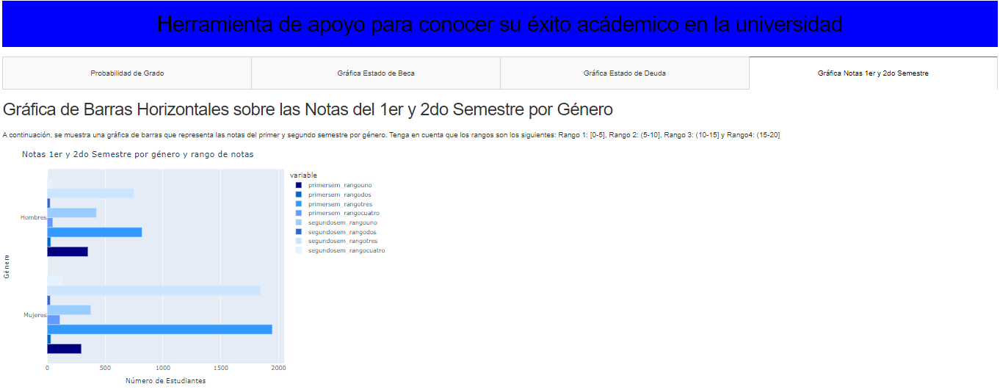 Herramienta de apoyo para conocer su éxito acádemico en la universidad
Probabilidad de Grado
Gráfica Estado de Beca
Gráfica Estado de Deuda
Gráfica Notas 1er y 2do Semestre
Gráfica de Barras Horizontales sobre las Notas del 1er y 2do Semestre por Género
A continuación, se muestra una gráfica de barras que representa las notas del primer y segundo semestre por género. Tenga en cuenta que los rangos son los siguientes: Rango 1: [0-5], Rango 2: (5-10], Rango 3: (10-15] y Rango4: (15-20]
Notas 1er y 2do Semestre por género y rango de notas
variable
primersem_rangouno
primersem_rangodos
primersem_rangotres
primersem_rangocuatro
segundosem_rangouno
segundosem_rangodos
segundosem_rangotres
segundosem_rangocuatro
Hombres
Género
Mujeres
0 500 1000 1500 2000
Número de Estudiantes